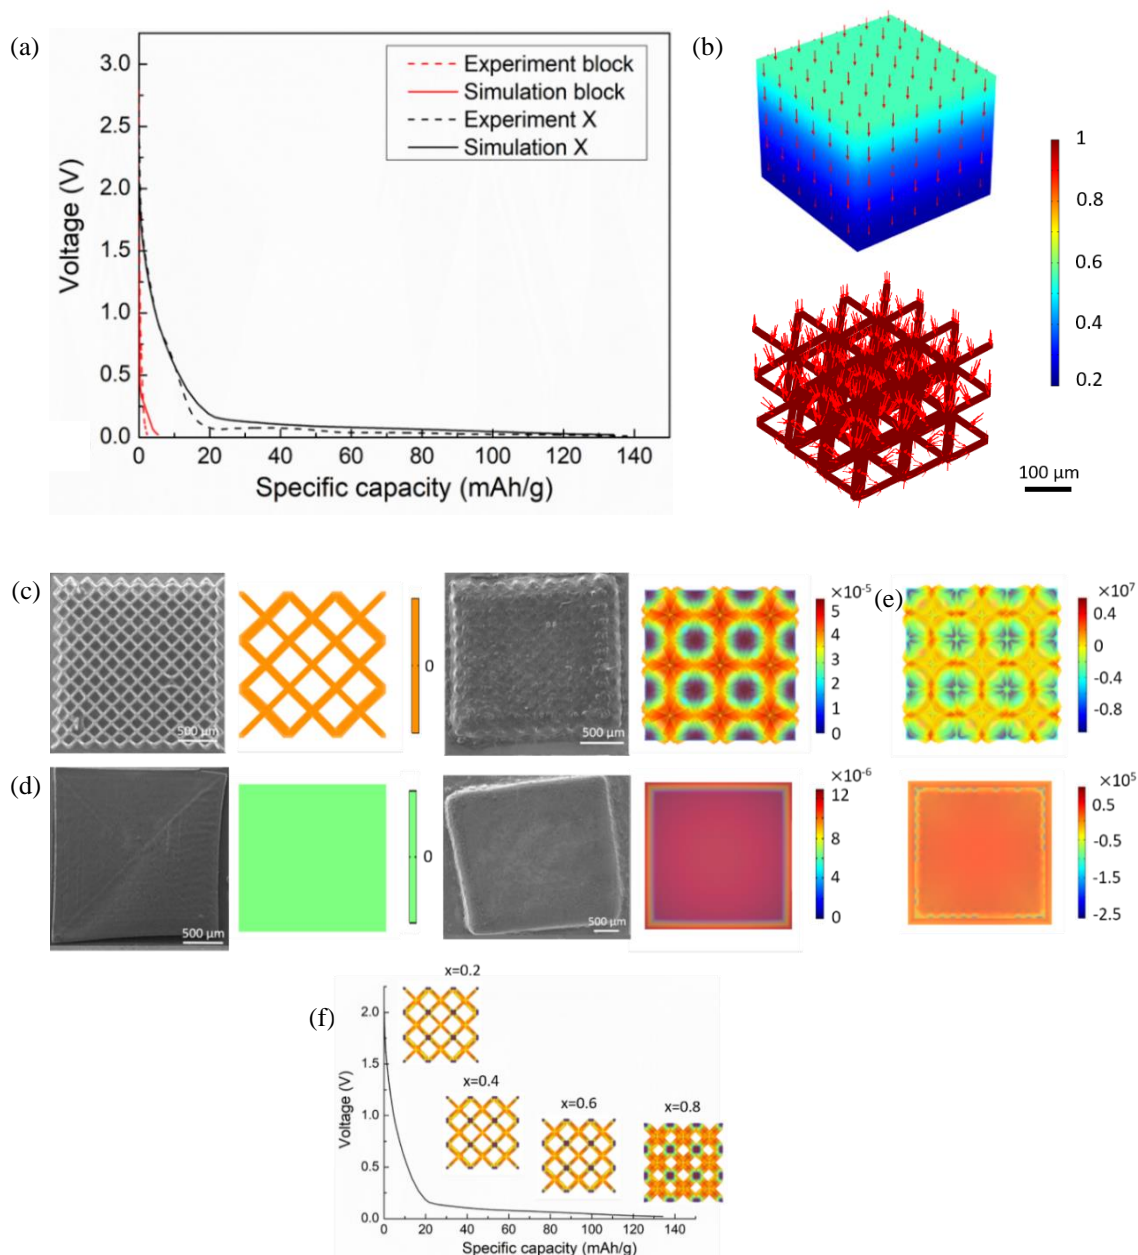 (a)
3.0
2.5
2.0
1.5
1.0
0.5
0.0
Voltage (V)
0 20 40 60 80 100 120 140
Specific capacity (mAh/g)
Experiment block
Simulation block
Experiment X
Simulation X
(b)
1
0.8
0.6
0.4
0.2
100 µm
(c)
500 µm
0
500 µm
×10⁻⁵
5
5
4
3
2
1
0
(e)
×10⁷
0.4
0
-0.4
-0.8
(d)
500 µm
0
500 µm
×10⁻⁶
12
8
4
0
×10⁵
0.5
-0.5
-1.5
-2.5
(f)
x=0.2
x=0.4
x=0.6
x=0.8
2.0
1.5
1.0
0.5
0.0
Voltage (V)
0 20 40 60 80 100 120 140
Specific capacity (mAh/g)